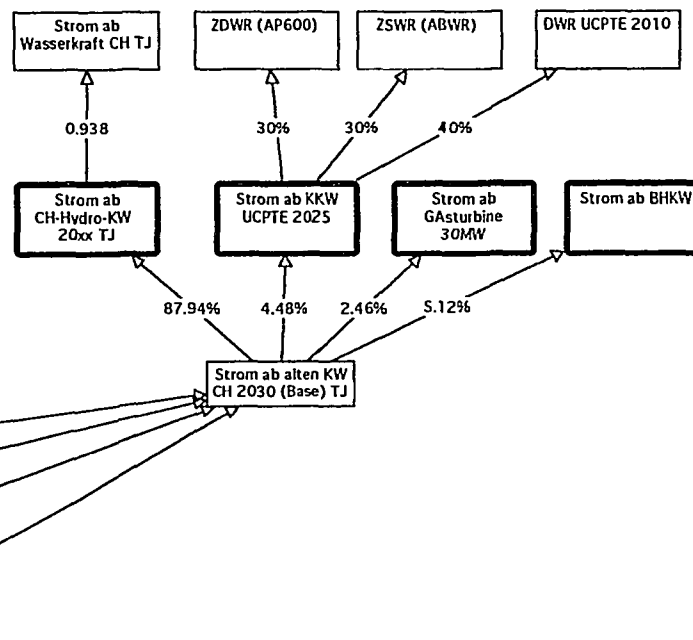 Strom ab
Wasserkraft CH TJ
ZDWR (AP600)
ZSWR (ABWR)
DWR UCPTE 2010
0.938
30%
30%
40%
Strom ab
CH-Hydro-KW
20xx TJ
Strom ab KKW
UCPTE 2025
Strom ab
GAsturbine
30MW
Strom ab BHKW
87.94%
4.48%
2.46%
5.12%
Strom ab alten KW
CH 2030 (Base) TJ